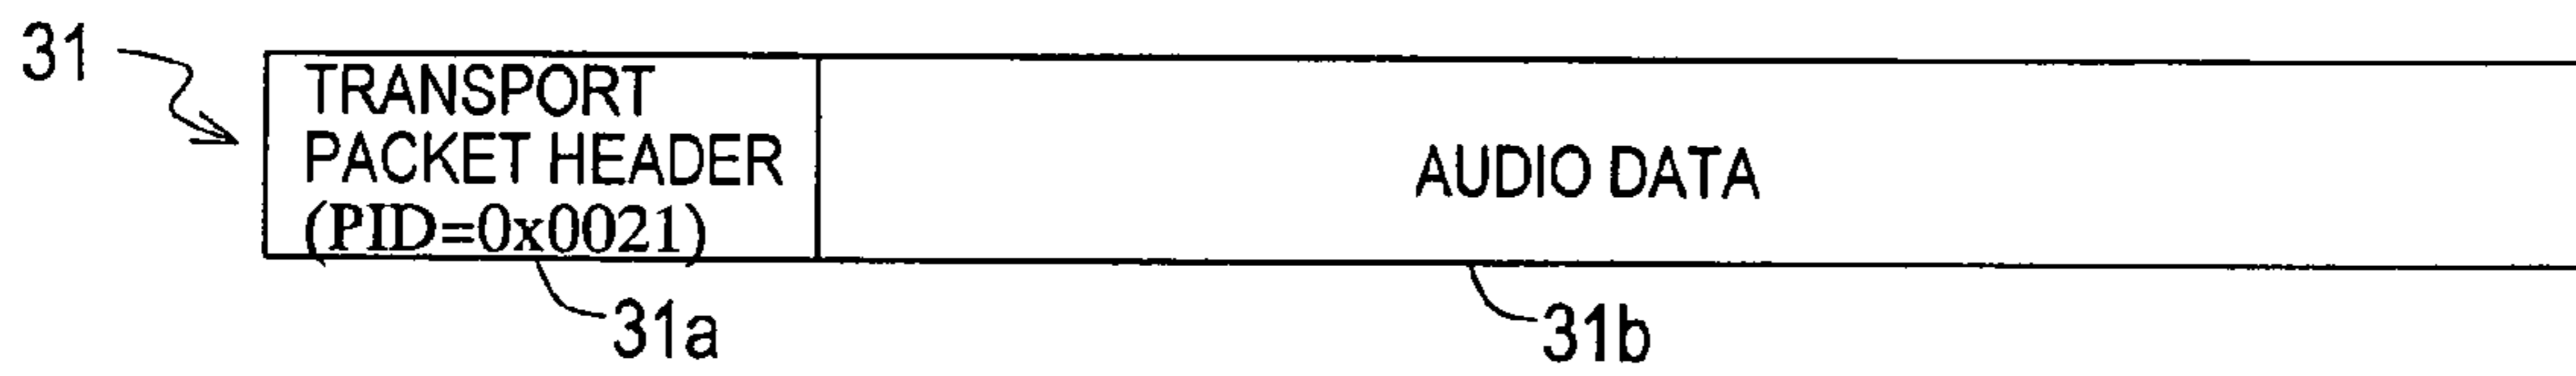 31
TRANSPORT
PACKET HEADER
(PID=0x0021)
AUDIO DATA
31a
31b